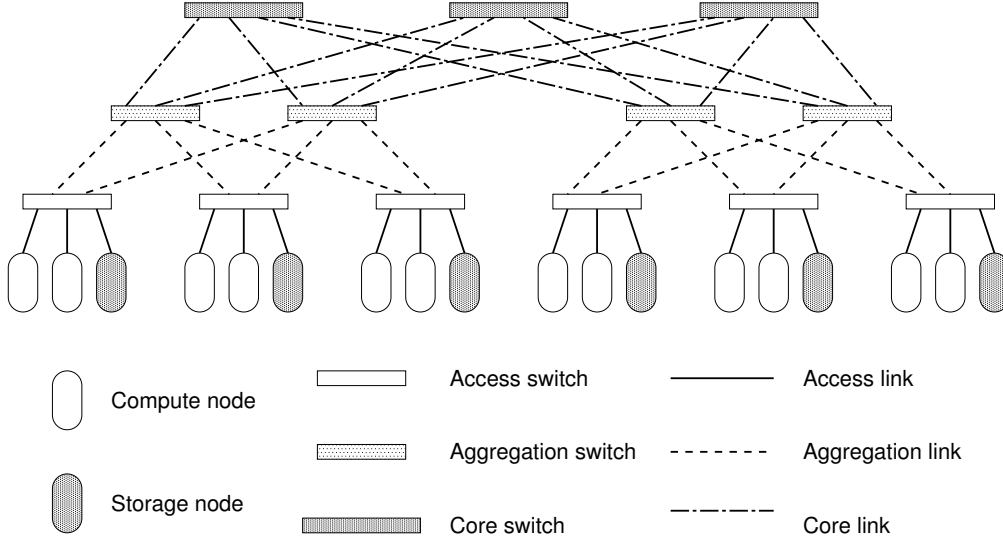 Compute node
Storage node
Access switch
Aggregation switch
Core switch
Access link
Aggregation link
Core link